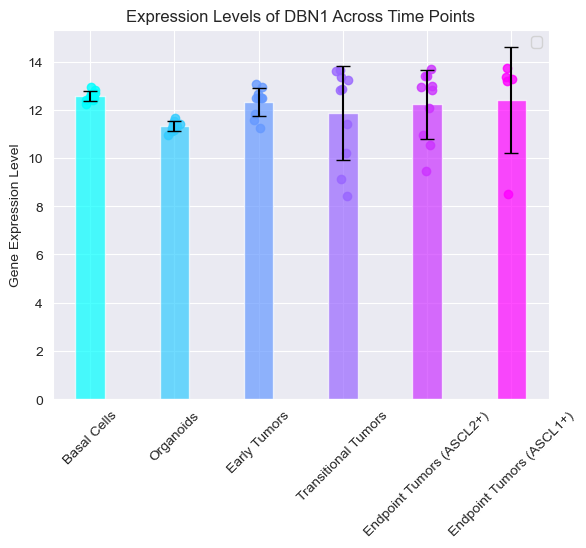 Expression Levels of DBN1 Across Time Points
Gene Expression Level
14
12
10
8
6
4
2
0
Basal Cells
Organoids
Early Tumors
Transitional Tumors
Endpoint Tumors (ASCL2+)
Endpoint Tumors (ASCL1+)